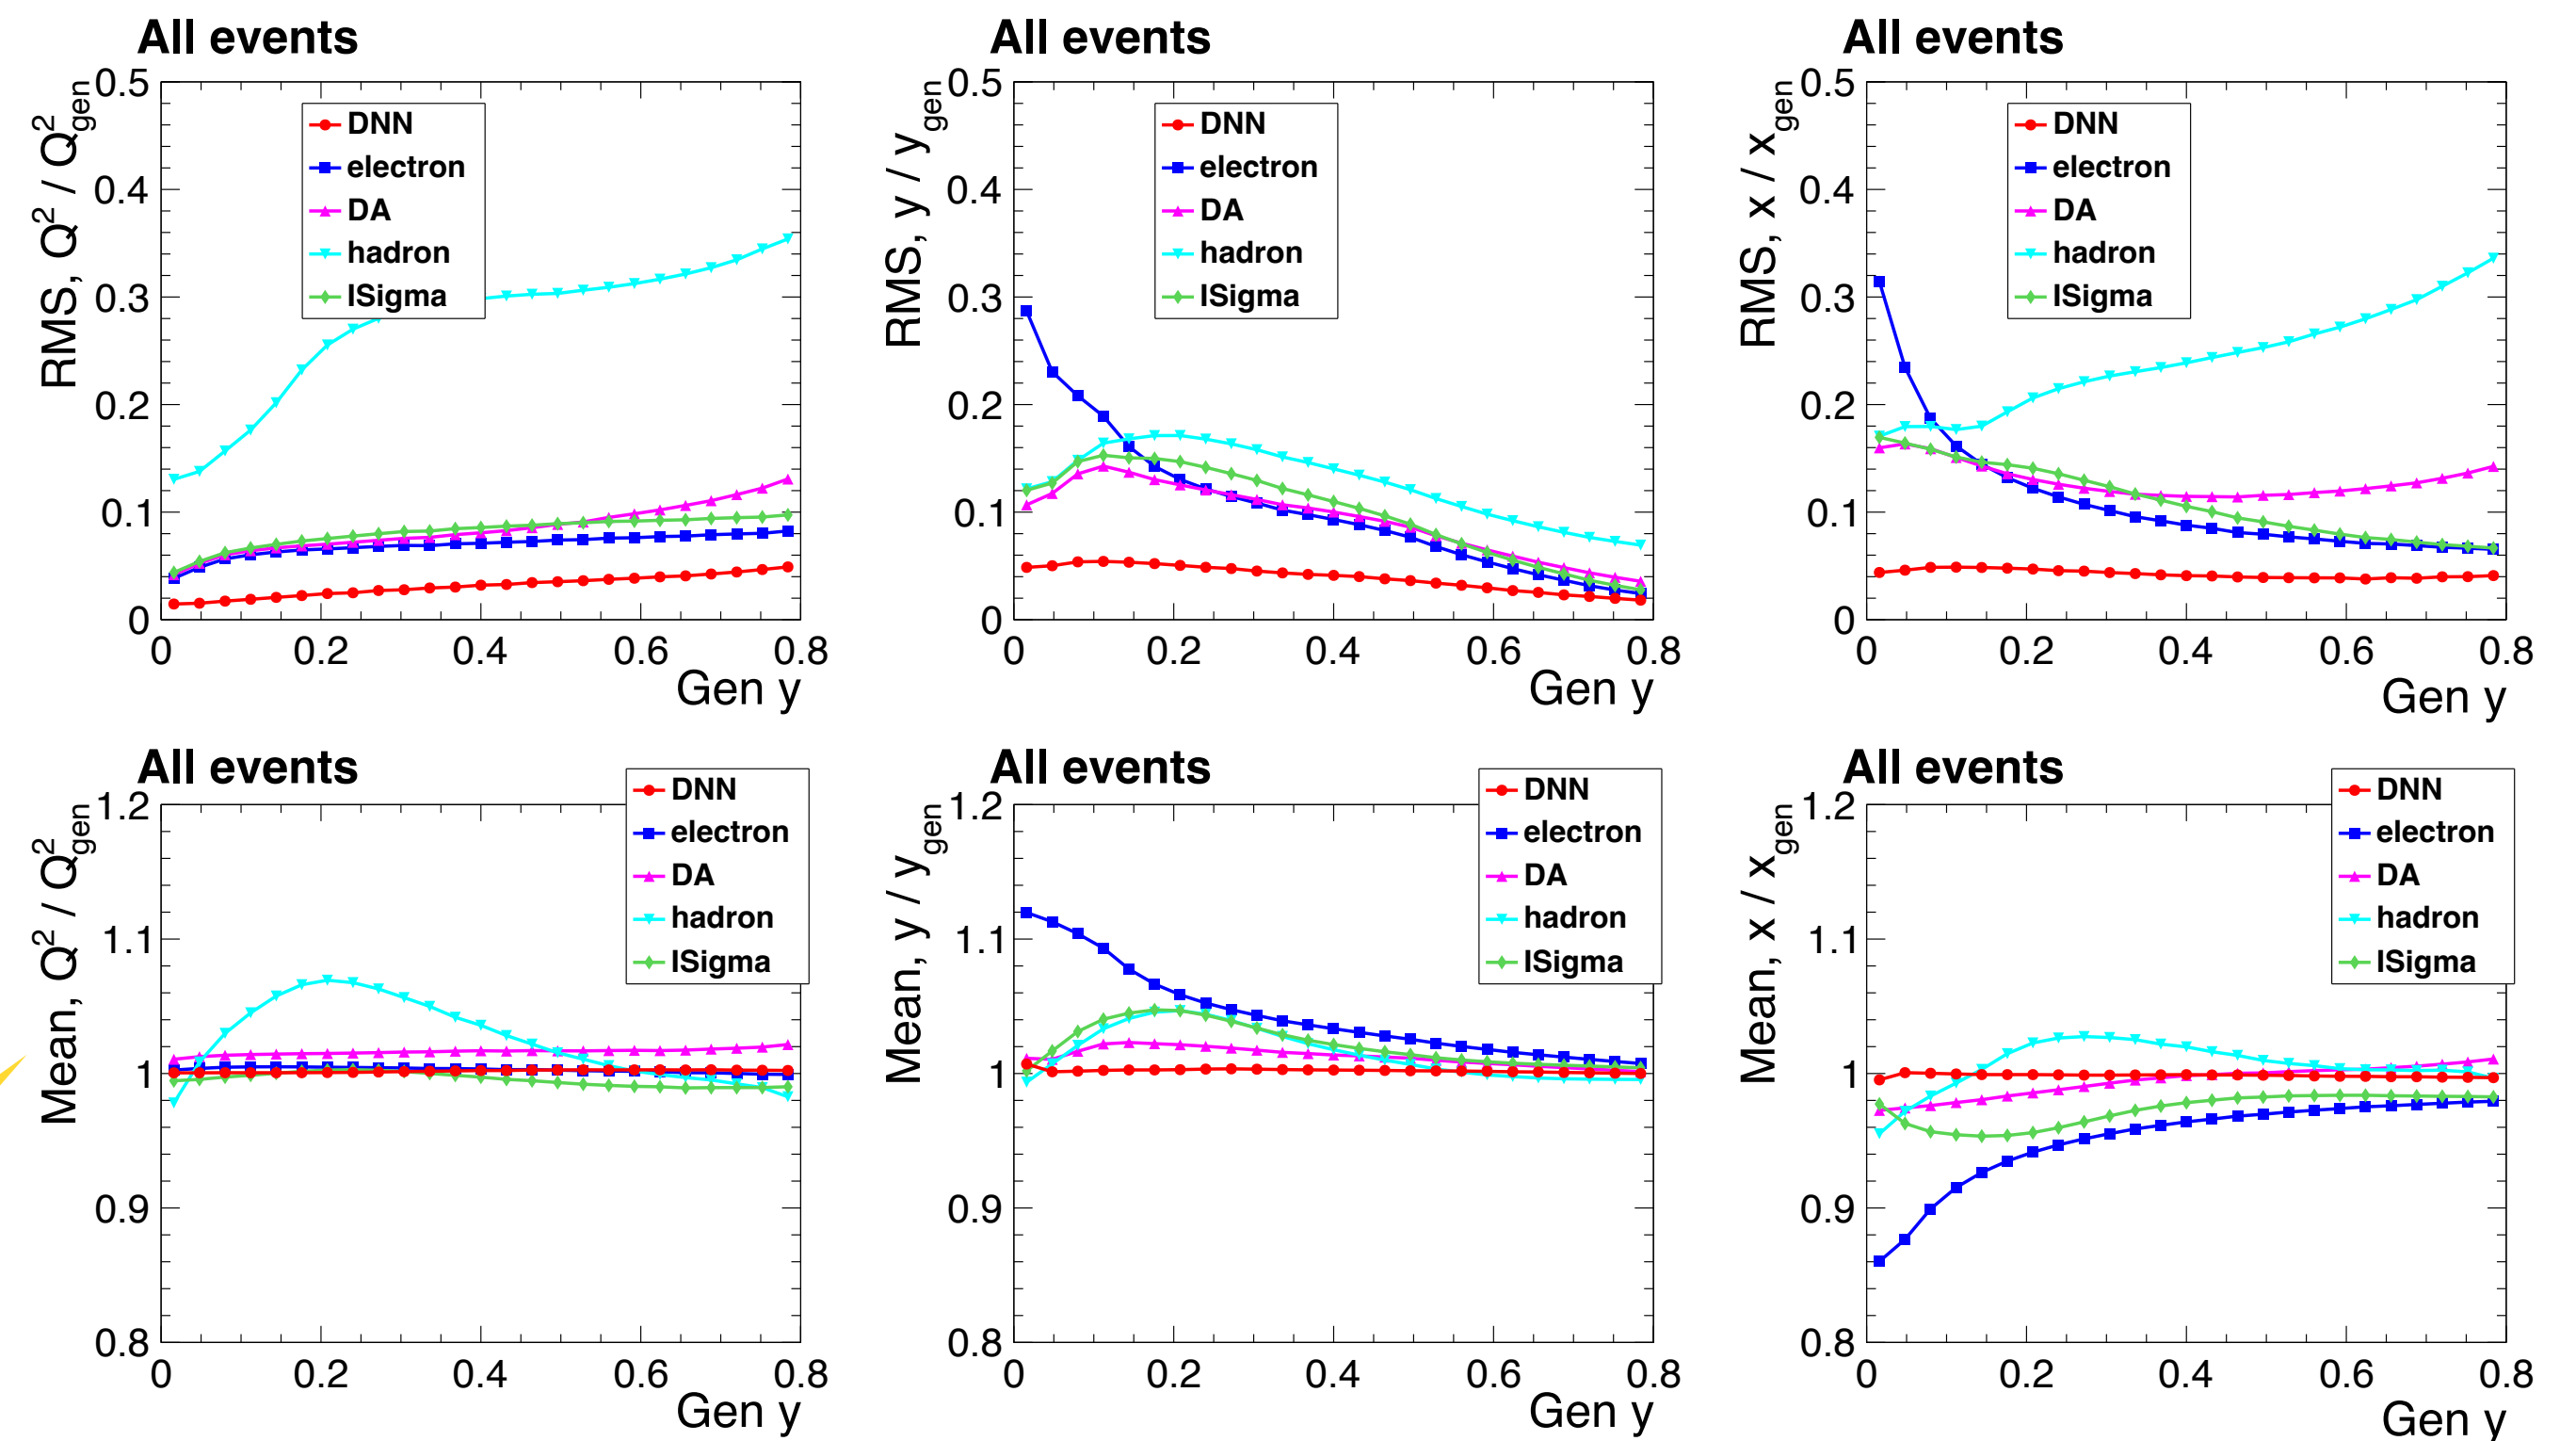 All events
RMS, Q² / Q²gen
0.5
0.4
0.3
0.2
0.1
0
DNN
electron
DA
hadron
ISigma
0 0.2 0.4 0.6 0.8
Gen y
All events
RMS, y / ygen
0.5
0.4
0.3
0.2
0.1
0
DNN
electron
DA
hadron
ISigma
0 0.2 0.4 0.6 0.8
Gen y
All events
RMS, x / xgen
0.5
0.4
0.3
0.2
0.1
0
DNN
electron
DA
hadron
ISigma
0 0.2 0.4 0.6 0.8
Gen y
All events
Mean, Q² / Q²gen
1.2
1.1
1
0.9
0.8
DNN
electron
DA
hadron
ISigma
0 0.2 0.4 0.6 0.8
Gen y
All events
Mean, y / ygen
1.2
1.1
1
0.9
0.8
DNN
electron
DA
hadron
ISigma
0 0.2 0.4 0.6 0.8
Gen y
All events
Mean, x / xgen
1.2
1.1
1
0.9
0.8
DNN
electron
DA
hadron
ISigma
0 0.2 0.4 0.6 0.8
Gen y